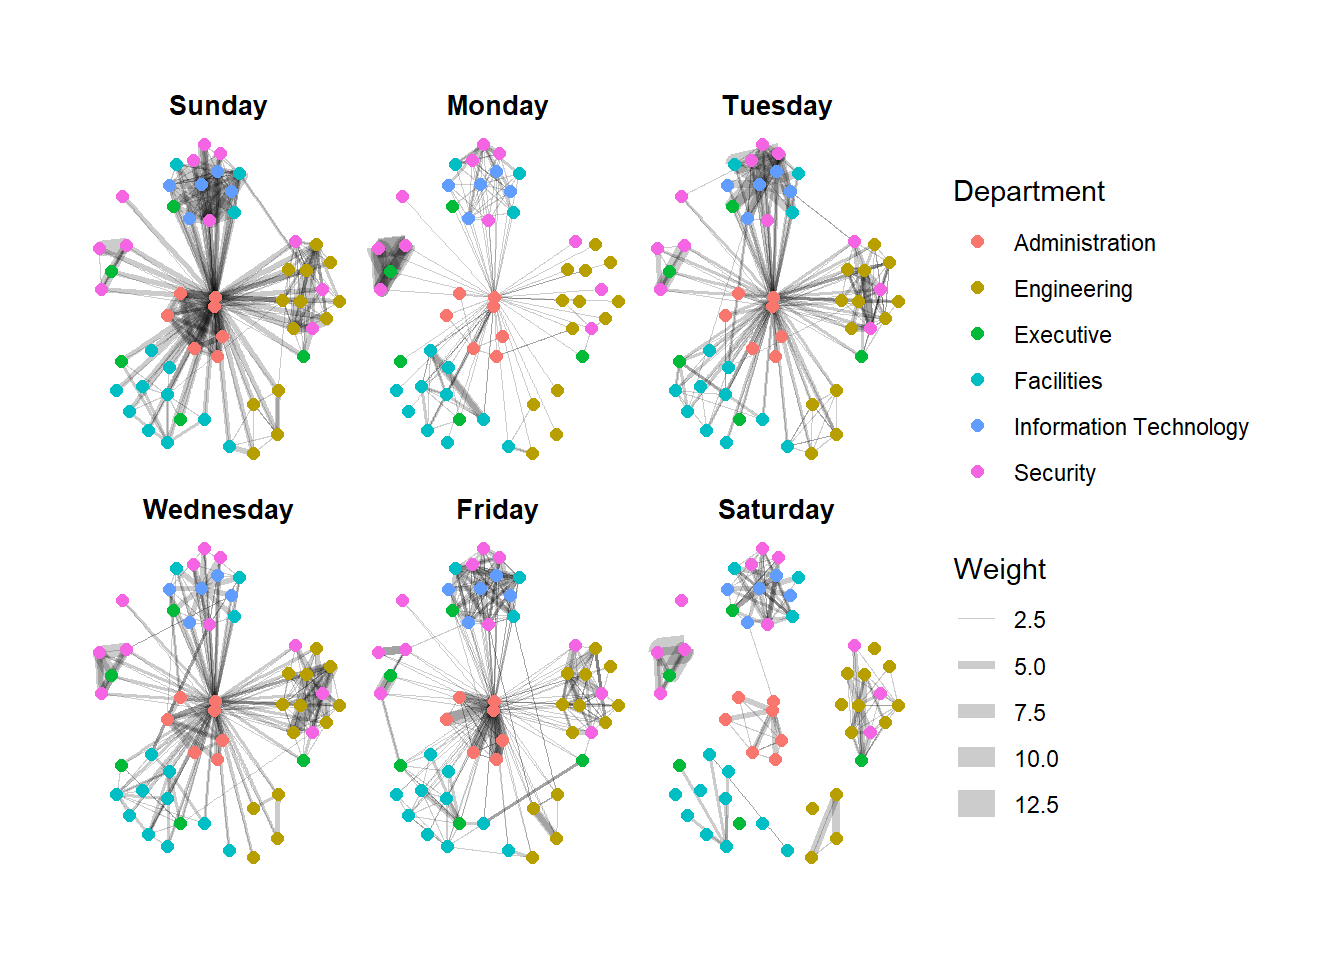 Sunday
Monday
Tuesday
Wednesday
Friday
Saturday
Department
Administration
Engineering
Executive
Facilities
Information Technology
Security
Weight
2.5
5.0
7.5
10.0
12.5